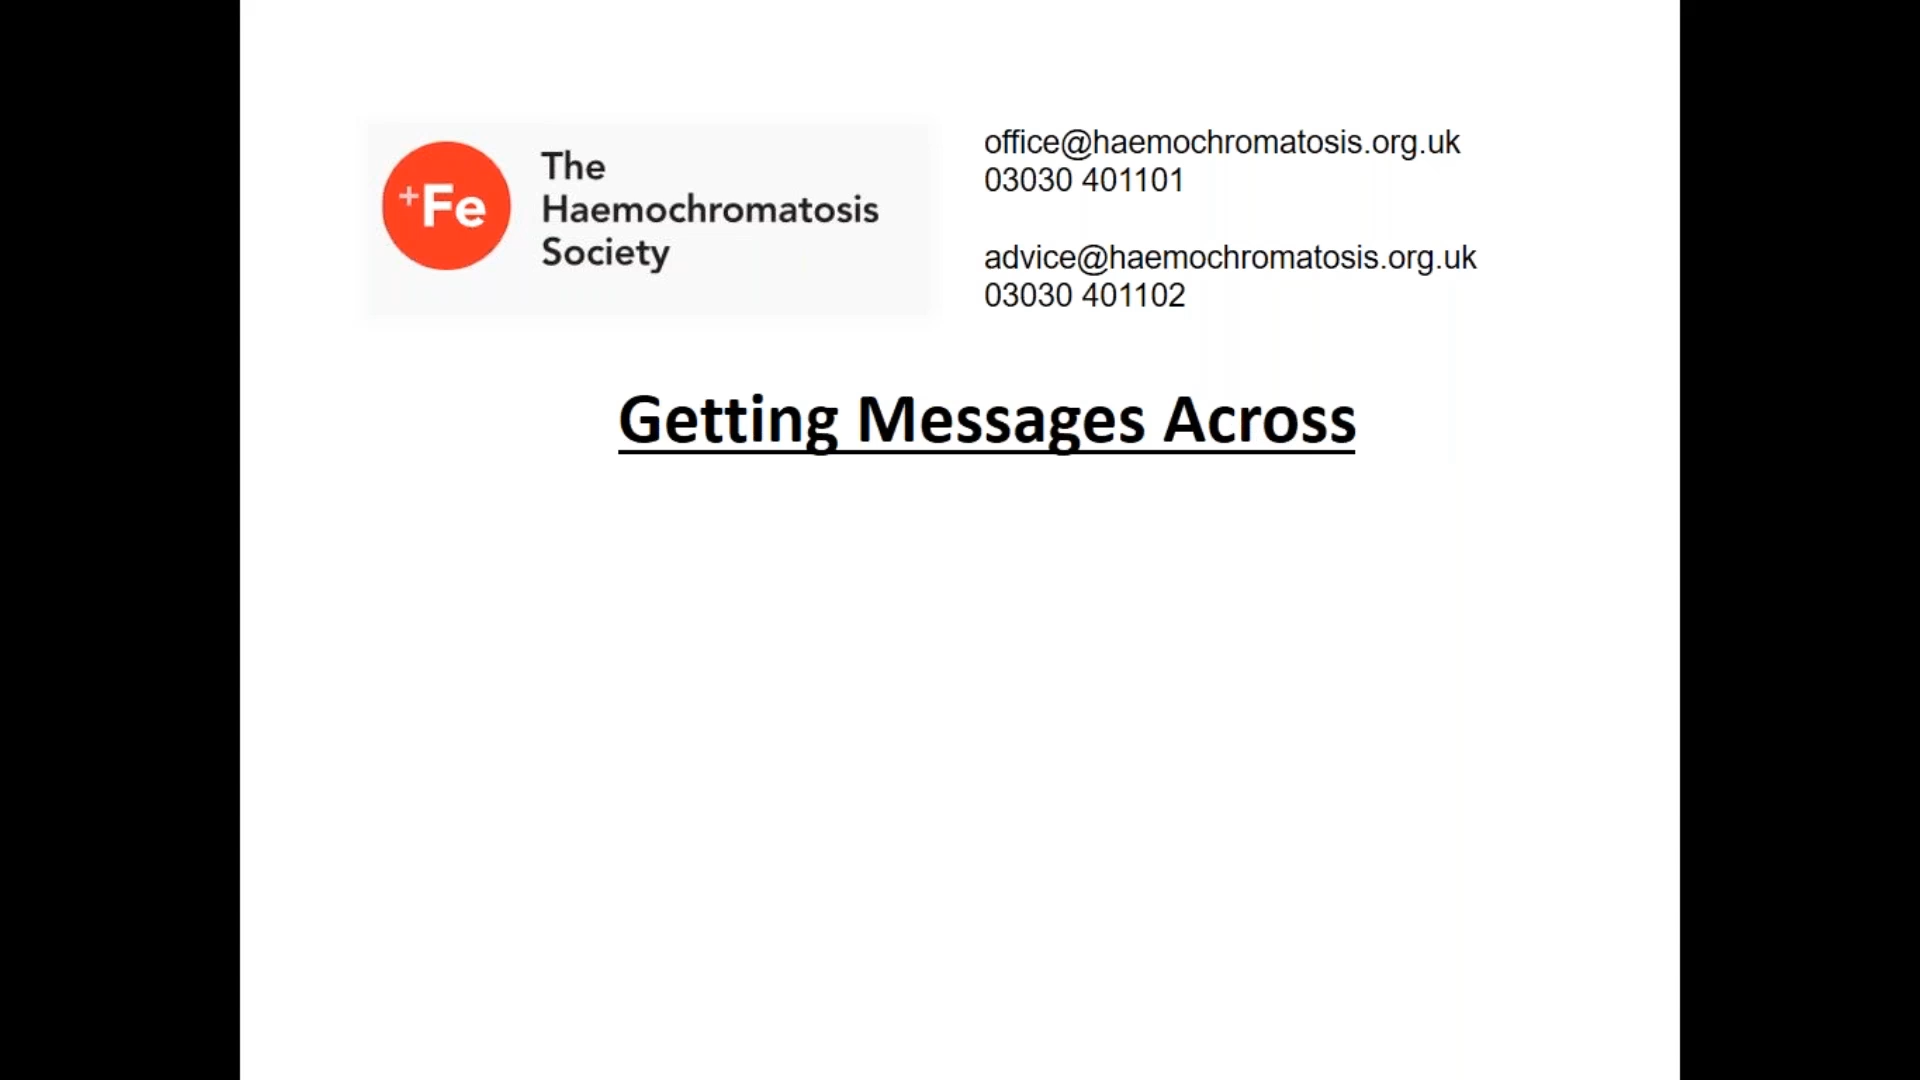 +Fe
The
Haemochromatosis
Society
office@haemochromatosis.org.uk
03030 401101
advice@haemochromatosis.org.uk
03030 401102
Getting Messages Across